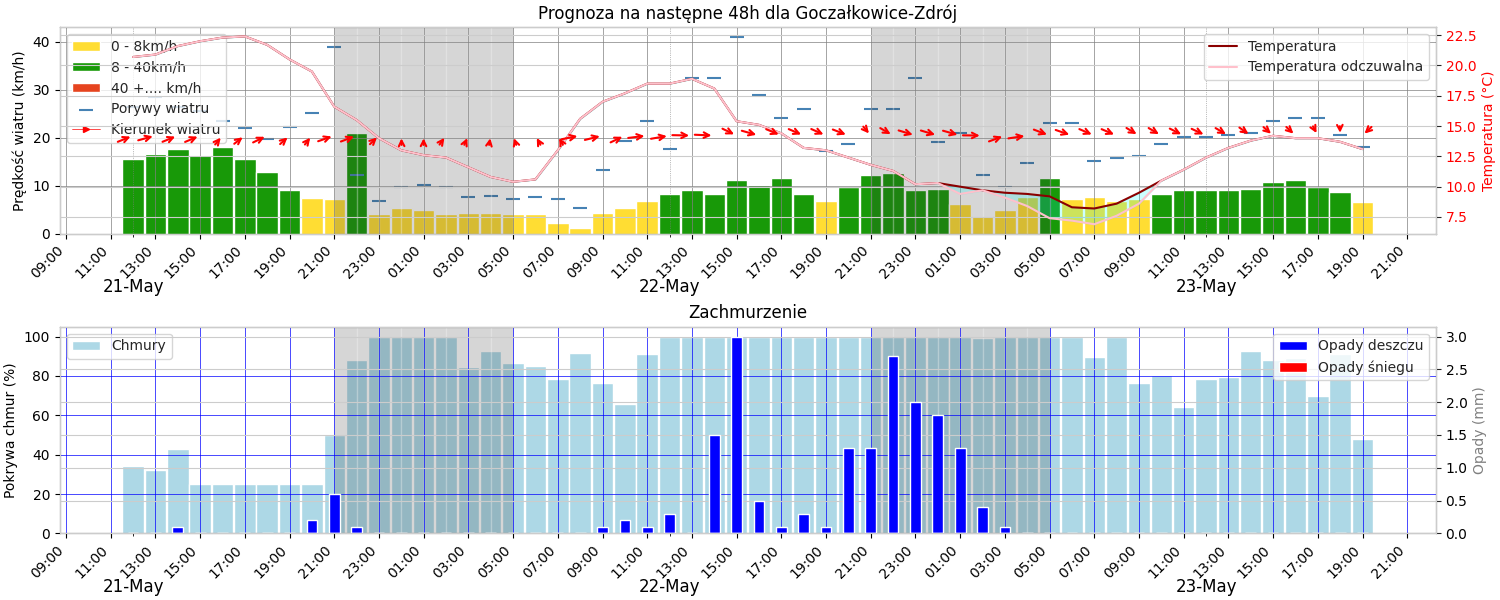 Prognoza na następne 48h dla Goczałkowice-Zdrój
Prędkość wiatru (km/h)
40
30
20
10
0
0 - 8km/h
8 - 40km/h
40 +.... km/h
Porywy wiatru
Kierunek wiatru
Temperatura
Temperatura odczuwalna
22.5
20.0
17.5
15.0
12.5
10.0
7.5
Temperatura (°C)
09:00 11:00 13:00 15:00 17:00 19:00 21:00 23:00 01:00 03:00 05:00 07:00 09:00 11:00 13:00 15:00 17:00 19:00 21:00 23:00 01:00 03:00 05:00 07:00 09:00 11:00 13:00 15:00 17:00 19:00 21:00
21-May 22-May 23-May
Zachmurzenie
Pokrywa chmur (%)
100
80
60
40
20
0
Chmury
Opady deszczu
Opady śniegu
3.0
2.5
2.0
1.5
1.0
0.5
0.0
Opady (mm)
09:00 11:00 13:00 15:00 17:00 19:00 21:00 23:00 01:00 03:00 05:00 07:00 09:00 11:00 13:00 15:00 17:00 19:00 21:00 23:00 01:00 03:00 05:00 07:00 09:00 11:00 13:00 15:00 17:00 19:00 21:00
21-May 22-May 23-May